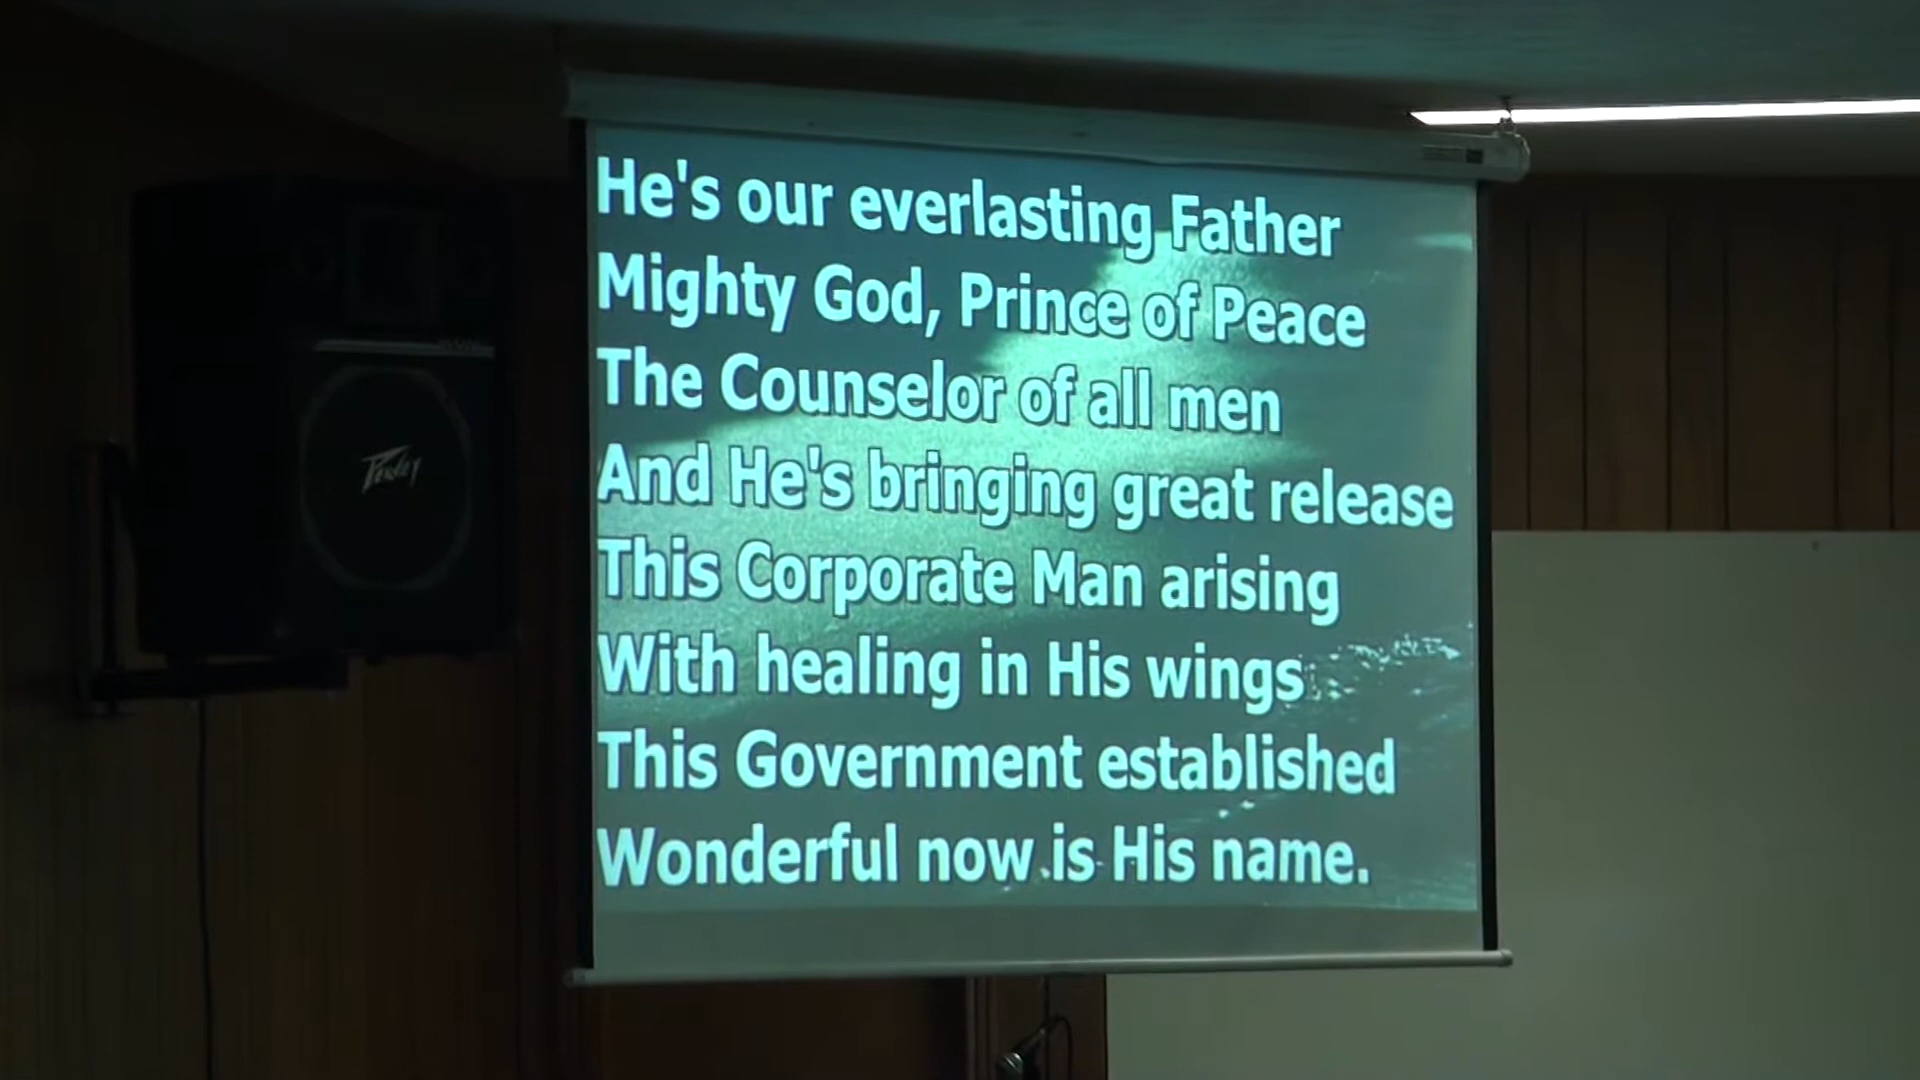 He's our everlasting Father
Mighty God, Prince of Peace
The Counselor of all men
And He's bringing great release
This Corporate Man arising
With healing in His wings
This Government established
Wonderful now is His name.
Peavey